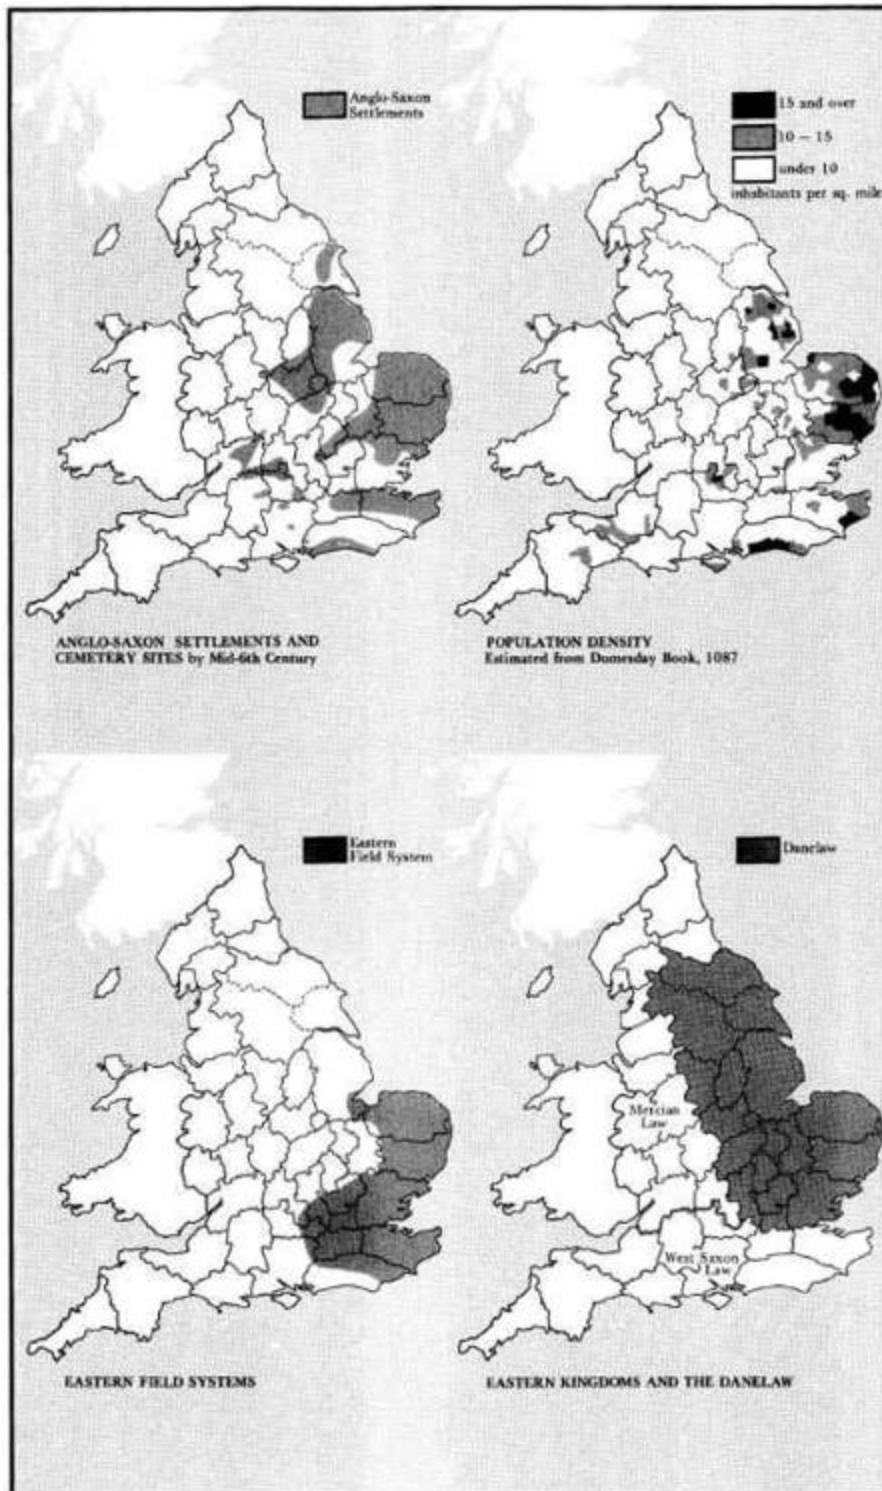 Anglo-Saxon
Settlements
15 and over
10 — 15
under 10
inhabitants per sq. mile
ANGLO-SAXON SETTLEMENTS AND
CEMETERY SITES by Mid-6th Century
POPULATION DENSITY
Estimated from Domesday Book, 1087
Eastern
Field System
Danelaw
Mercian
Law
West Saxon
Law
EASTERN FIELD SYSTEMS
EASTERN KINGDOMS AND THE DANELAW